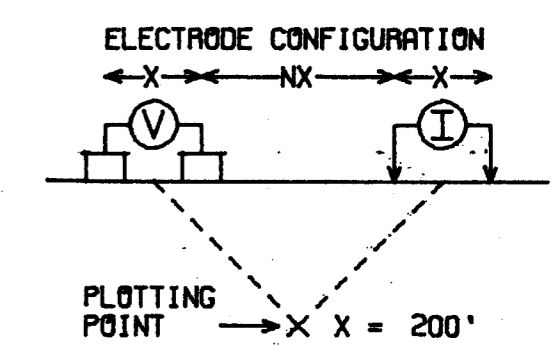 ELECTRODE CONFIGURATION
X NX X
V I
PLOTTING
POINT X X = 200'